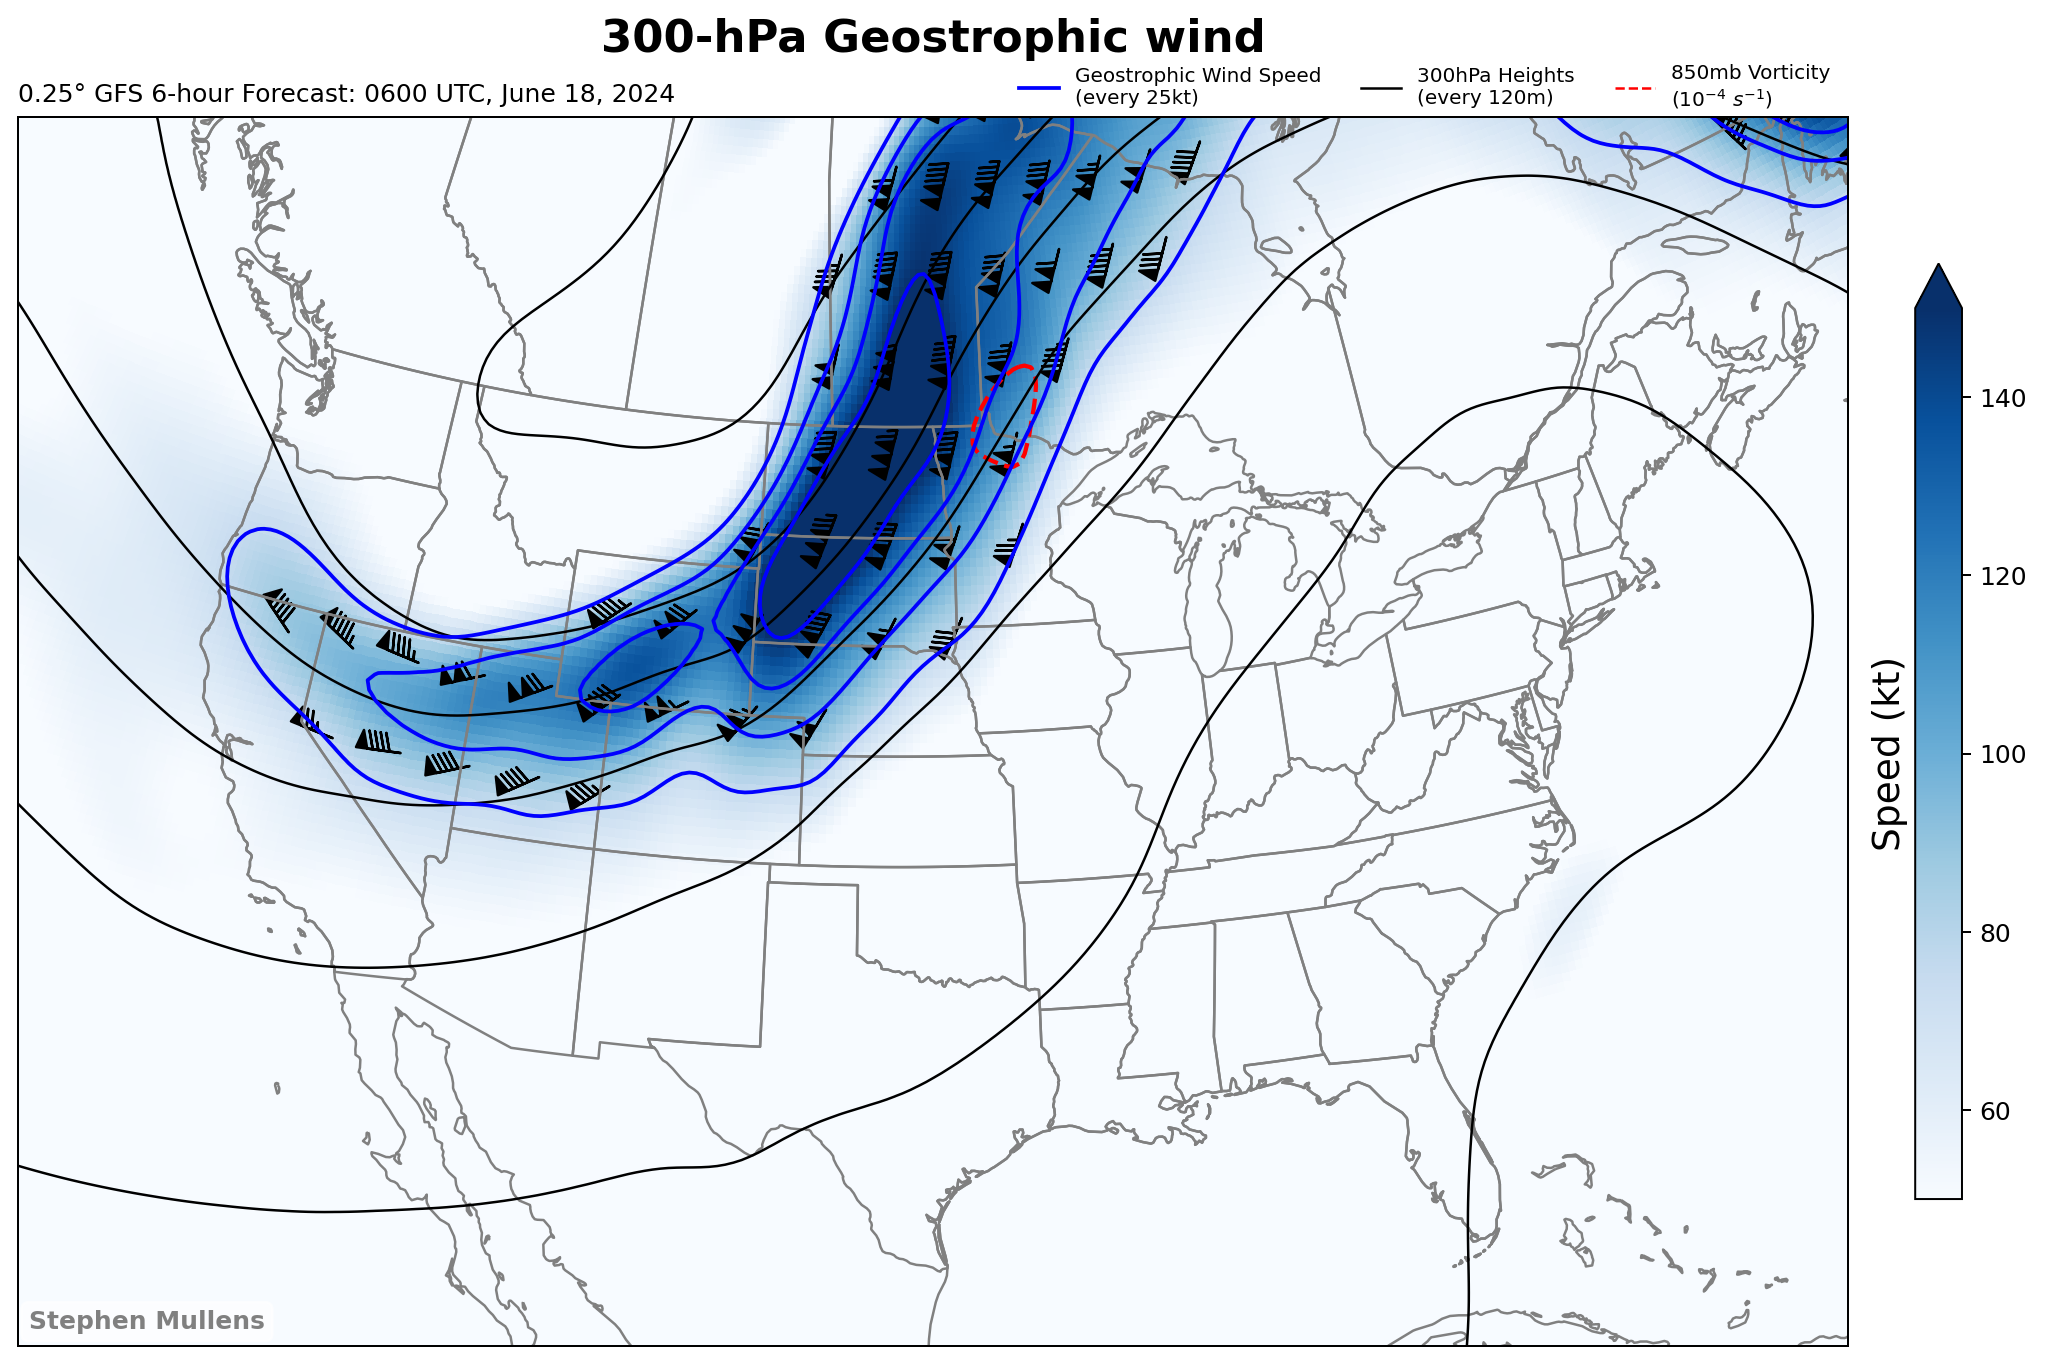 300-hPa Geostrophic wind
0.25° GFS 6-hour Forecast: 0600 UTC, June 18, 2024
Geostrophic Wind Speed
(every 25kt)
300hPa Heights
(every 120m)
850mb Vorticity
(10⁻⁴ s⁻¹)
140
120
100
80
60
Speed (kt)
Stephen Mullens